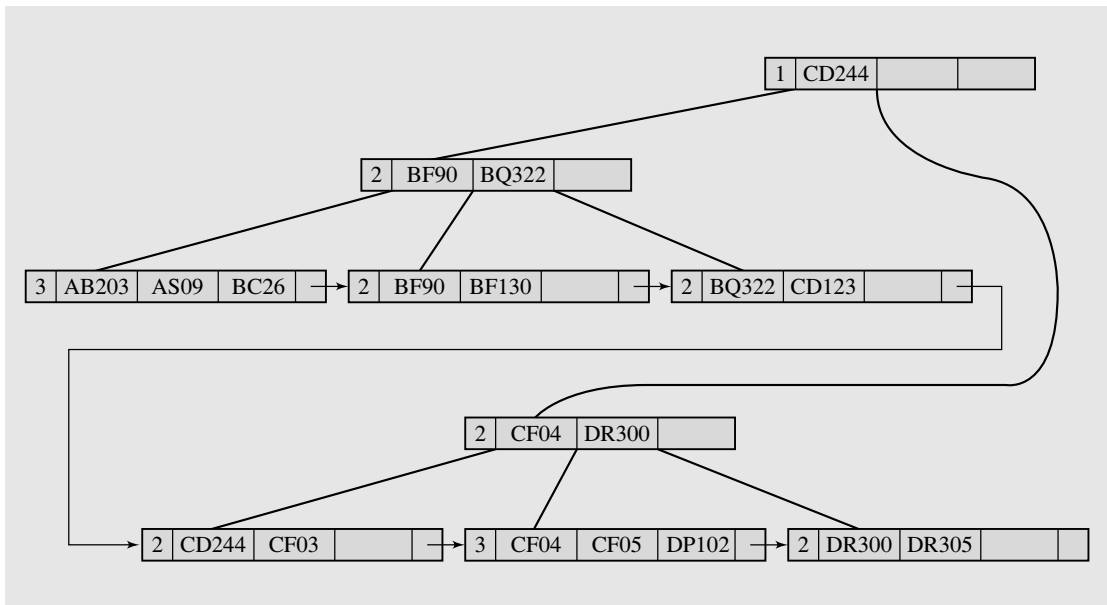 1 CD244
2 BF90 BQ322
3 AB203 AS09 BC26 2 BF90 BF130 2 BQ322 CD123
2 CF04 DR300
2 CD244 CF03 3 CF04 CF05 DP102 2 DR300 DR305